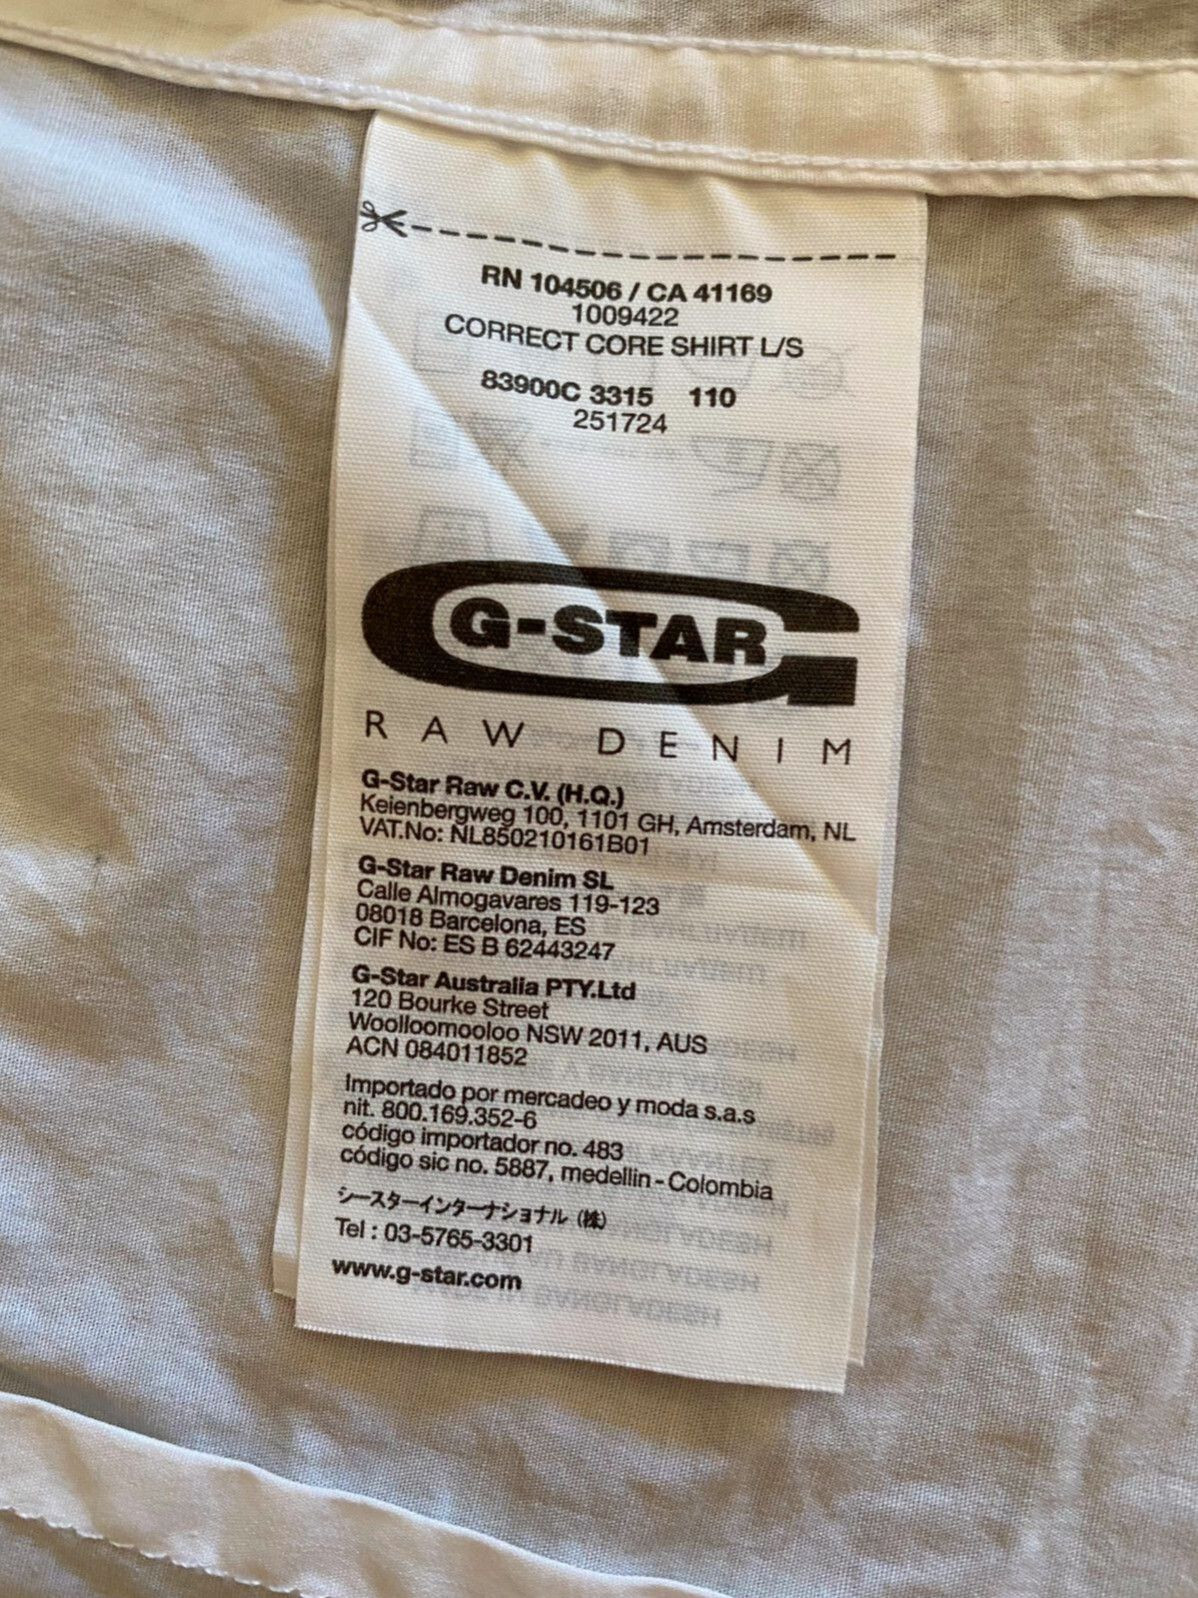 RN 104506 / CA 41169
1009422
CORRECT CORE SHIRT L/S
83900C 3315 110
251724
G-STAR
RAW DENIM
G-Star Raw C.V. (H.Q.)
Keienbergweg 100, 1101 GH, Amsterdam, NL
VAT.No: NL850210161B01
G-Star Raw Denim SL
Calle Almogavares 119-123
08018 Barcelona, ES
CIF No: ES B 62443247
G-Star Australia PTY.Ltd
120 Bourke Street
Woolloomooloo NSW 2011, AUS
ACN 084011852
Importado por mercadeo y moda s.a.s
nit. 800.169.352-6
código importador no. 483
código sic no. 5887, medellin - Colombia
シースターインターナショナル (株)
Tel : 03-5765-3301
www.g-star.com